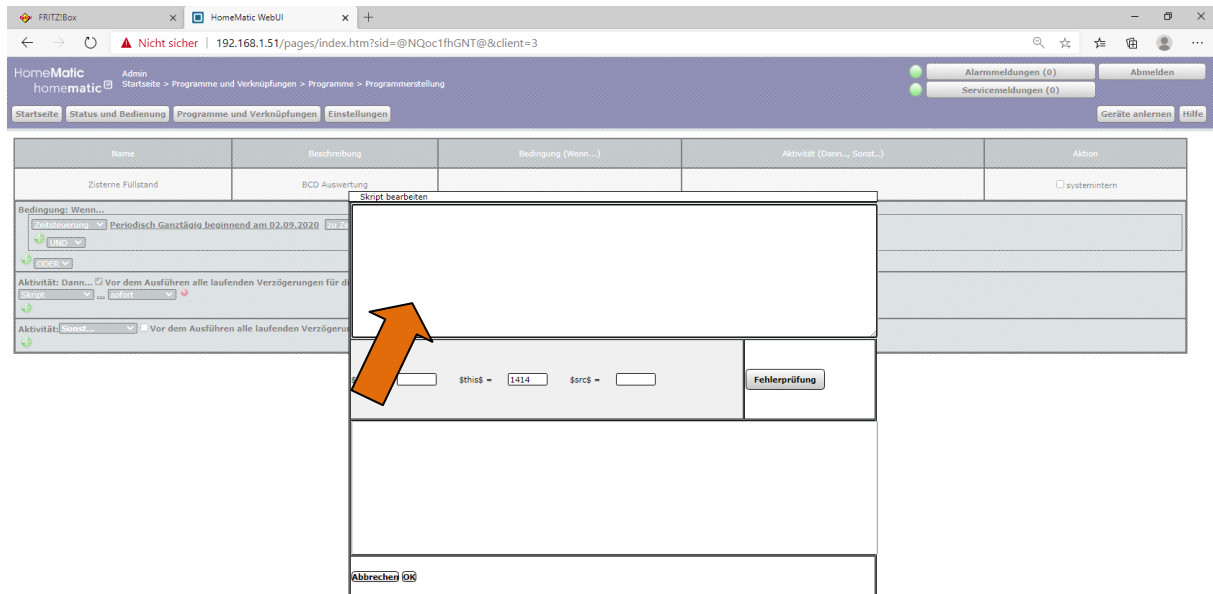 FRITZ!Box
HomeMatic WebUI
Nicht sicher | 192.168.1.51/pages/index.htm?sid=@NQoc1fhGNT@&client=3
HomeMatic
homematic
Admin
Startseite > Programme und Verknüpfungen > Programme > Programmerstellung
Alarmmeldungen (0)
Abmelden
Servicemeldungen (0)
Startseite Status und Bedienung Programme und Verknüpfungen Einstellungen Geräte anlernen Hilfe
Name Beschreibung Bedingung (Wenn...) Aktivität (Dann.., Sonst..) Aktion
Zisterne Füllstand BCD Auswertung systemintern
Skript bearbeiten
Bedingung: Wenn...
Zeitsteuerung Periodisch Ganztägig beginnend am 02.09.2020
UND
ODER
Aktivität: Dann... Vor dem Ausführen alle laufenden Verzögerungen für
Skript ... sofort
Aktivität: Sonst... Vor dem Ausführen alle laufenden
$this$ = 1414 $src$ =
Fehlerprüfung
Abbrechen OK